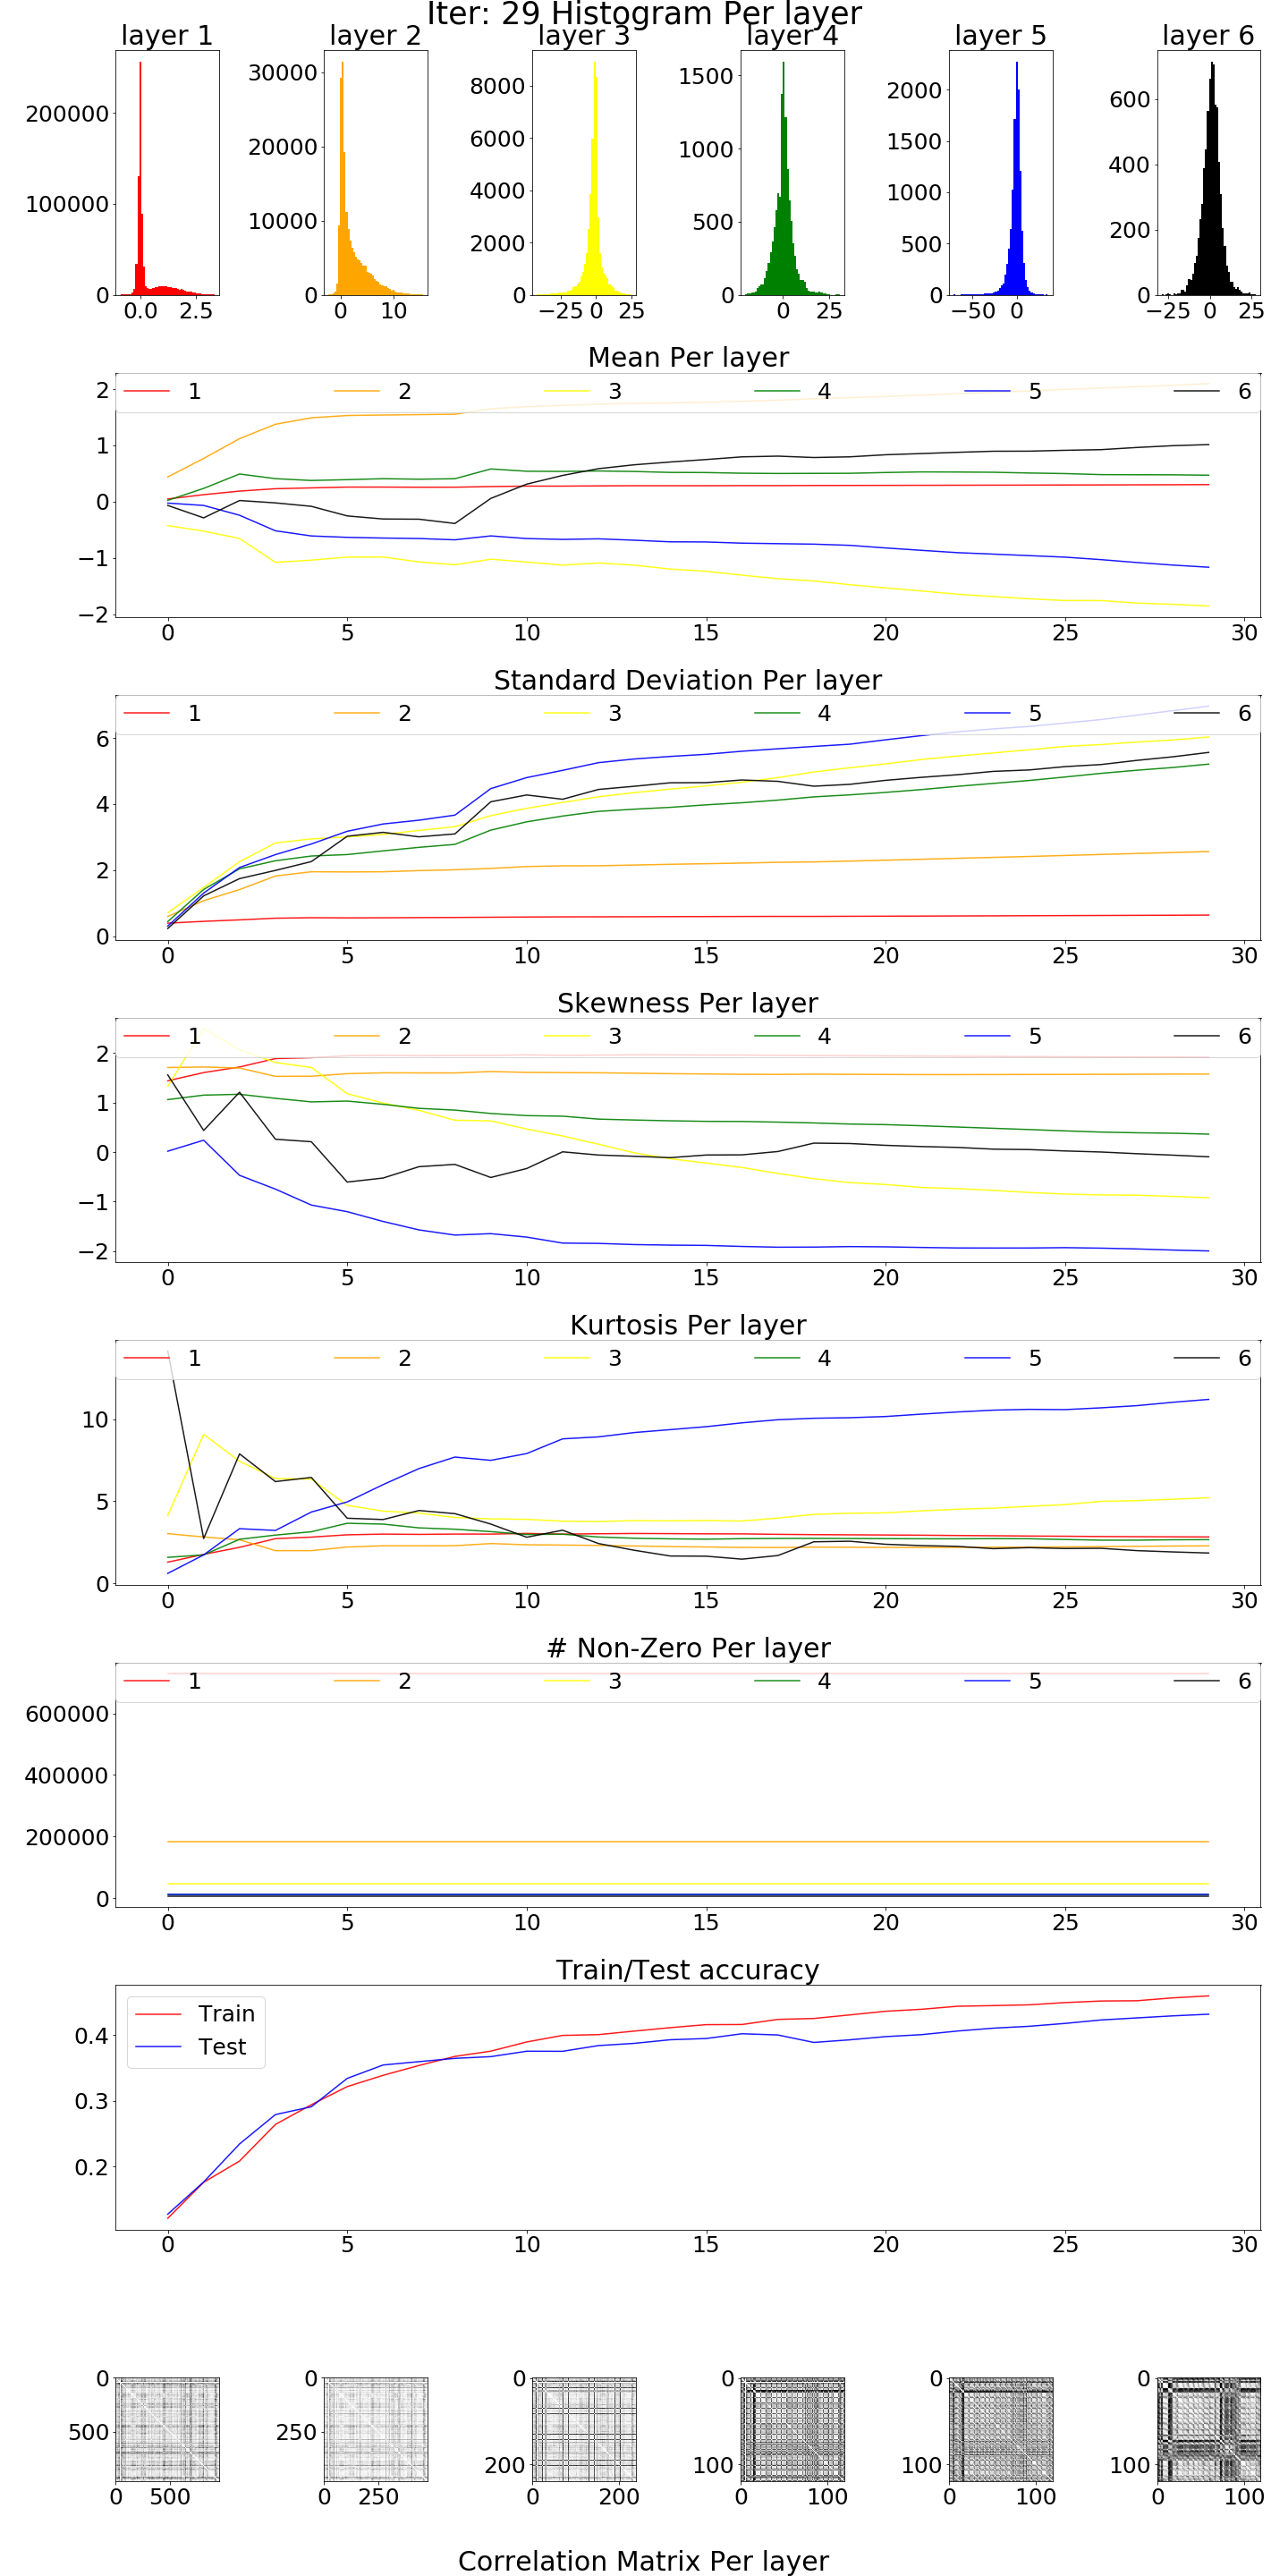 Iter: 29 Histogram Per layer
layer 1 layer 2 layer 3 layer 4 layer 5 layer 6
200000
100000
0
0.0 2.5
30000
20000
10000
0
0 10
8000
6000
4000
2000
0
−25 0 25
1500
1000
500
0
0 25
2000
1500
1000
500
0
−50 0
600
400
200
0
−25 0 25
Mean Per layer
1 2 3 4 5 6
2
1
0
−1
−2
0 5 10 15 20 25 30
Standard Deviation Per layer
1 2 3 4 5 6
6
4
2
0
0 5 10 15 20 25 30
Skewness Per layer
1 2 3 4 5 6
2
1
0
−1
−2
0 5 10 15 20 25 30
Kurtosis Per layer
1 2 3 4 5 6
10
5
0
0 5 10 15 20 25 30
# Non-Zero Per layer
1 2 3 4 5 6
600000
400000
200000
0
0 5 10 15 20 25 30
Train/Test accuracy
Train
Test
0.4
0.3
0.2
0 5 10 15 20 25 30
0
500
0 500
0
250
0 250
0
200
0 200
0
100
0 100
0
100
0 100
0
100
0 100
Correlation Matrix Per layer